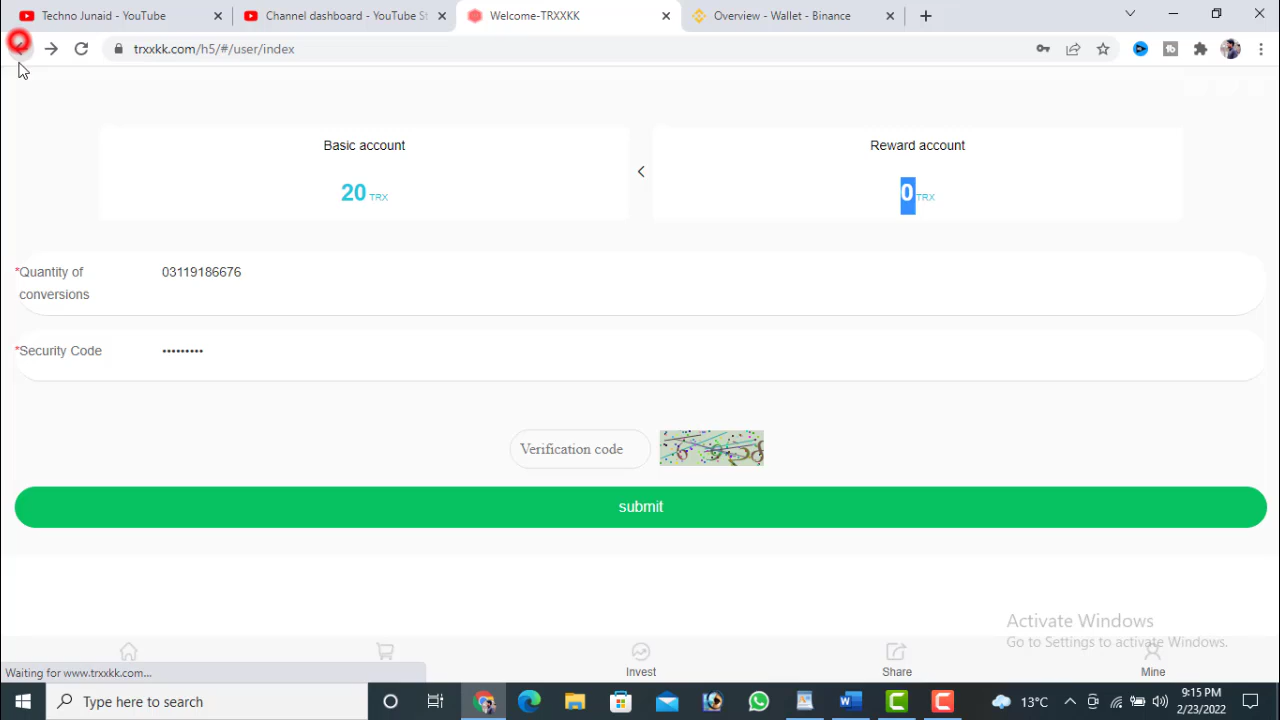 Techno Junaid - YouTube
Channel dashboard - YouTube St
Welcome-TRXXKK
Overview - Wallet - Binance
trxxkk.com/h5/#/user/index
Basic account
Reward account
20 TRX
0 TRX
*Quantity of
conversions
03119186676
*Security Code
•••••••••
Verification code
submit
Activate Windows
Go to Settings to activate Windows.
Invest
Share
Mine
Waiting for www.trxxkk.com...
Type here to search
13°C
9:15 PM
2/23/2022